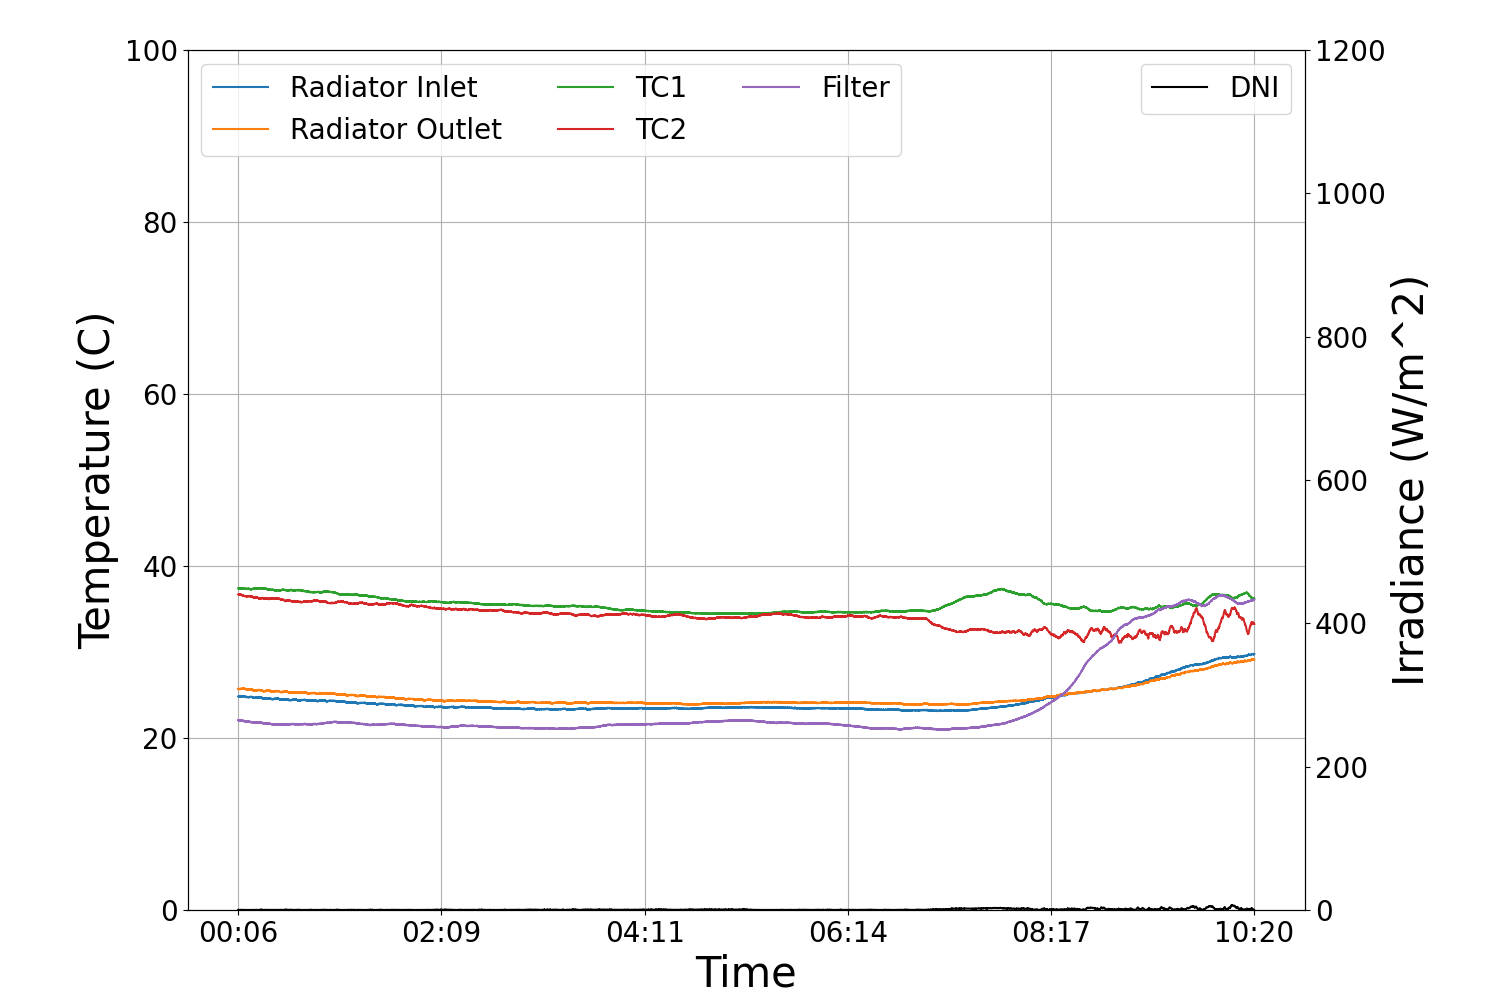 Radiator Inlet
Radiator Outlet
TC1
TC2
Filter
DNI
Temperature (C)
100
80
60
40
20
0
1200
1000
800
600
400
200
0
Irradiance (W/m^2)
00:06 02:09 04:11 06:14 08:17 10:20
Time